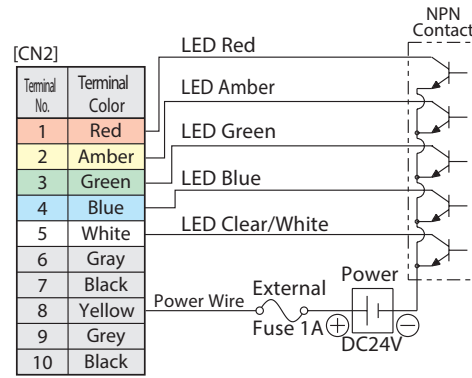 NPN
Contact
[CN2]
Terminal No. Terminal Color
1 Red
2 Amber
3 Green
4 Blue
5 White
6 Gray
7 Black
8 Yellow
9 Grey
10 Black
LED Red
LED Amber
LED Green
LED Blue
LED Clear/White
Power Wire
External
Fuse 1A
Power
+ −
DC24V